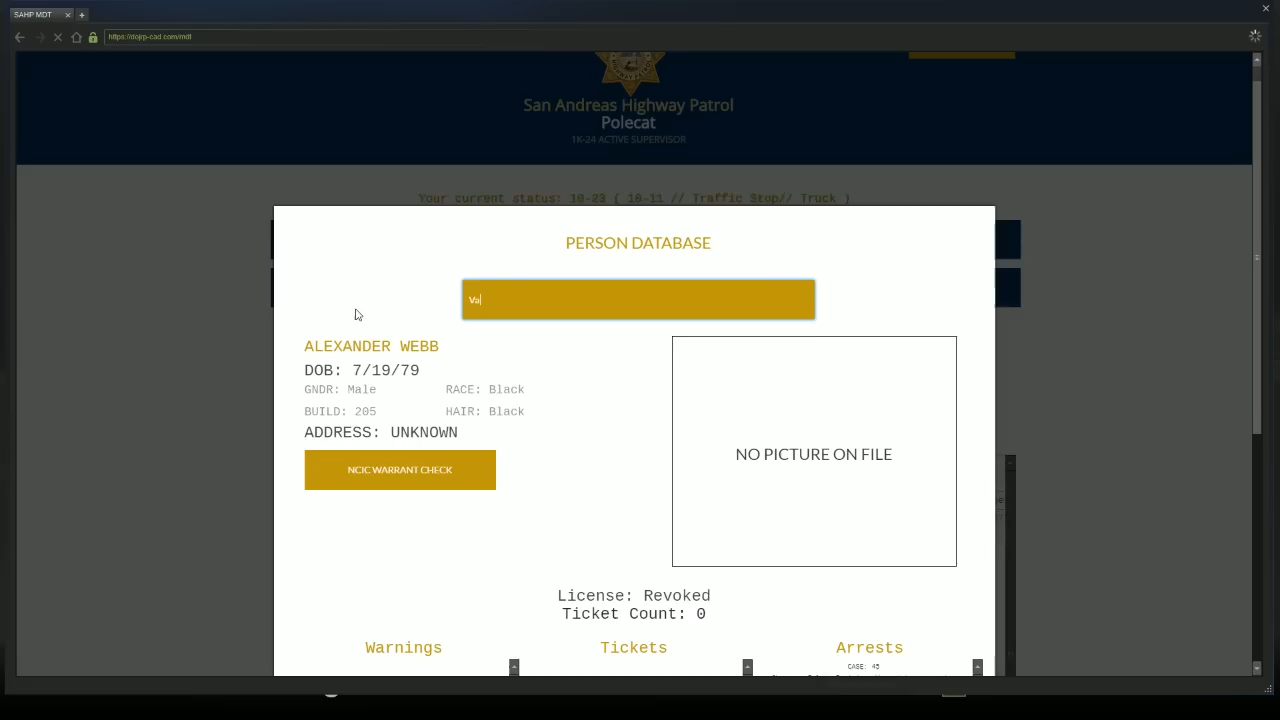 SAHP MDT
https://dojrp-cad.com/mdt
San Andreas Highway Patrol
Polecat
1K-24 ACTIVE SUPERVISOR
Your current status: 10-23 ( 10-11 // Traffic Stop// Truck )
PERSON DATABASE
Va
ALEXANDER WEBB
DOB: 7/19/79
GNDR: Male RACE: Black
BUILD: 205 HAIR: Black
ADDRESS: UNKNOWN
NCIC WARRANT CHECK
NO PICTURE ON FILE
License: Revoked
Ticket Count: 0
Warnings Tickets Arrests
CASE: 45